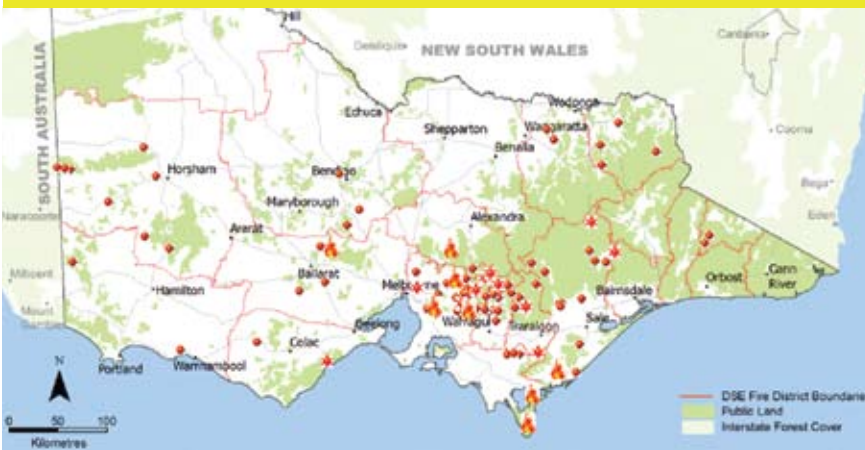 Hill
Deniliquin
NEW SOUTH WALES
Canberra
SOUTH AUSTRALIA
Echuca
Wodonga
Shepparton
Wangaratta
Cooma
Benalla
Horsham
Bendigo
Bega
Maryborough
Naracoorte
Alexandra
Eden
Ararat
Ballarat
Orbost
Cann
River
Millicent
Hamilton
Melbourne
Bairnsdale
Mount
Gambier
Geelong
Warragul
Traralgon
Sale
Colac
Portland
Warrnambool
N
0 50 100
Kilometres
DSE Fire District Boundarie
Public Land
Interstate Forest Cover